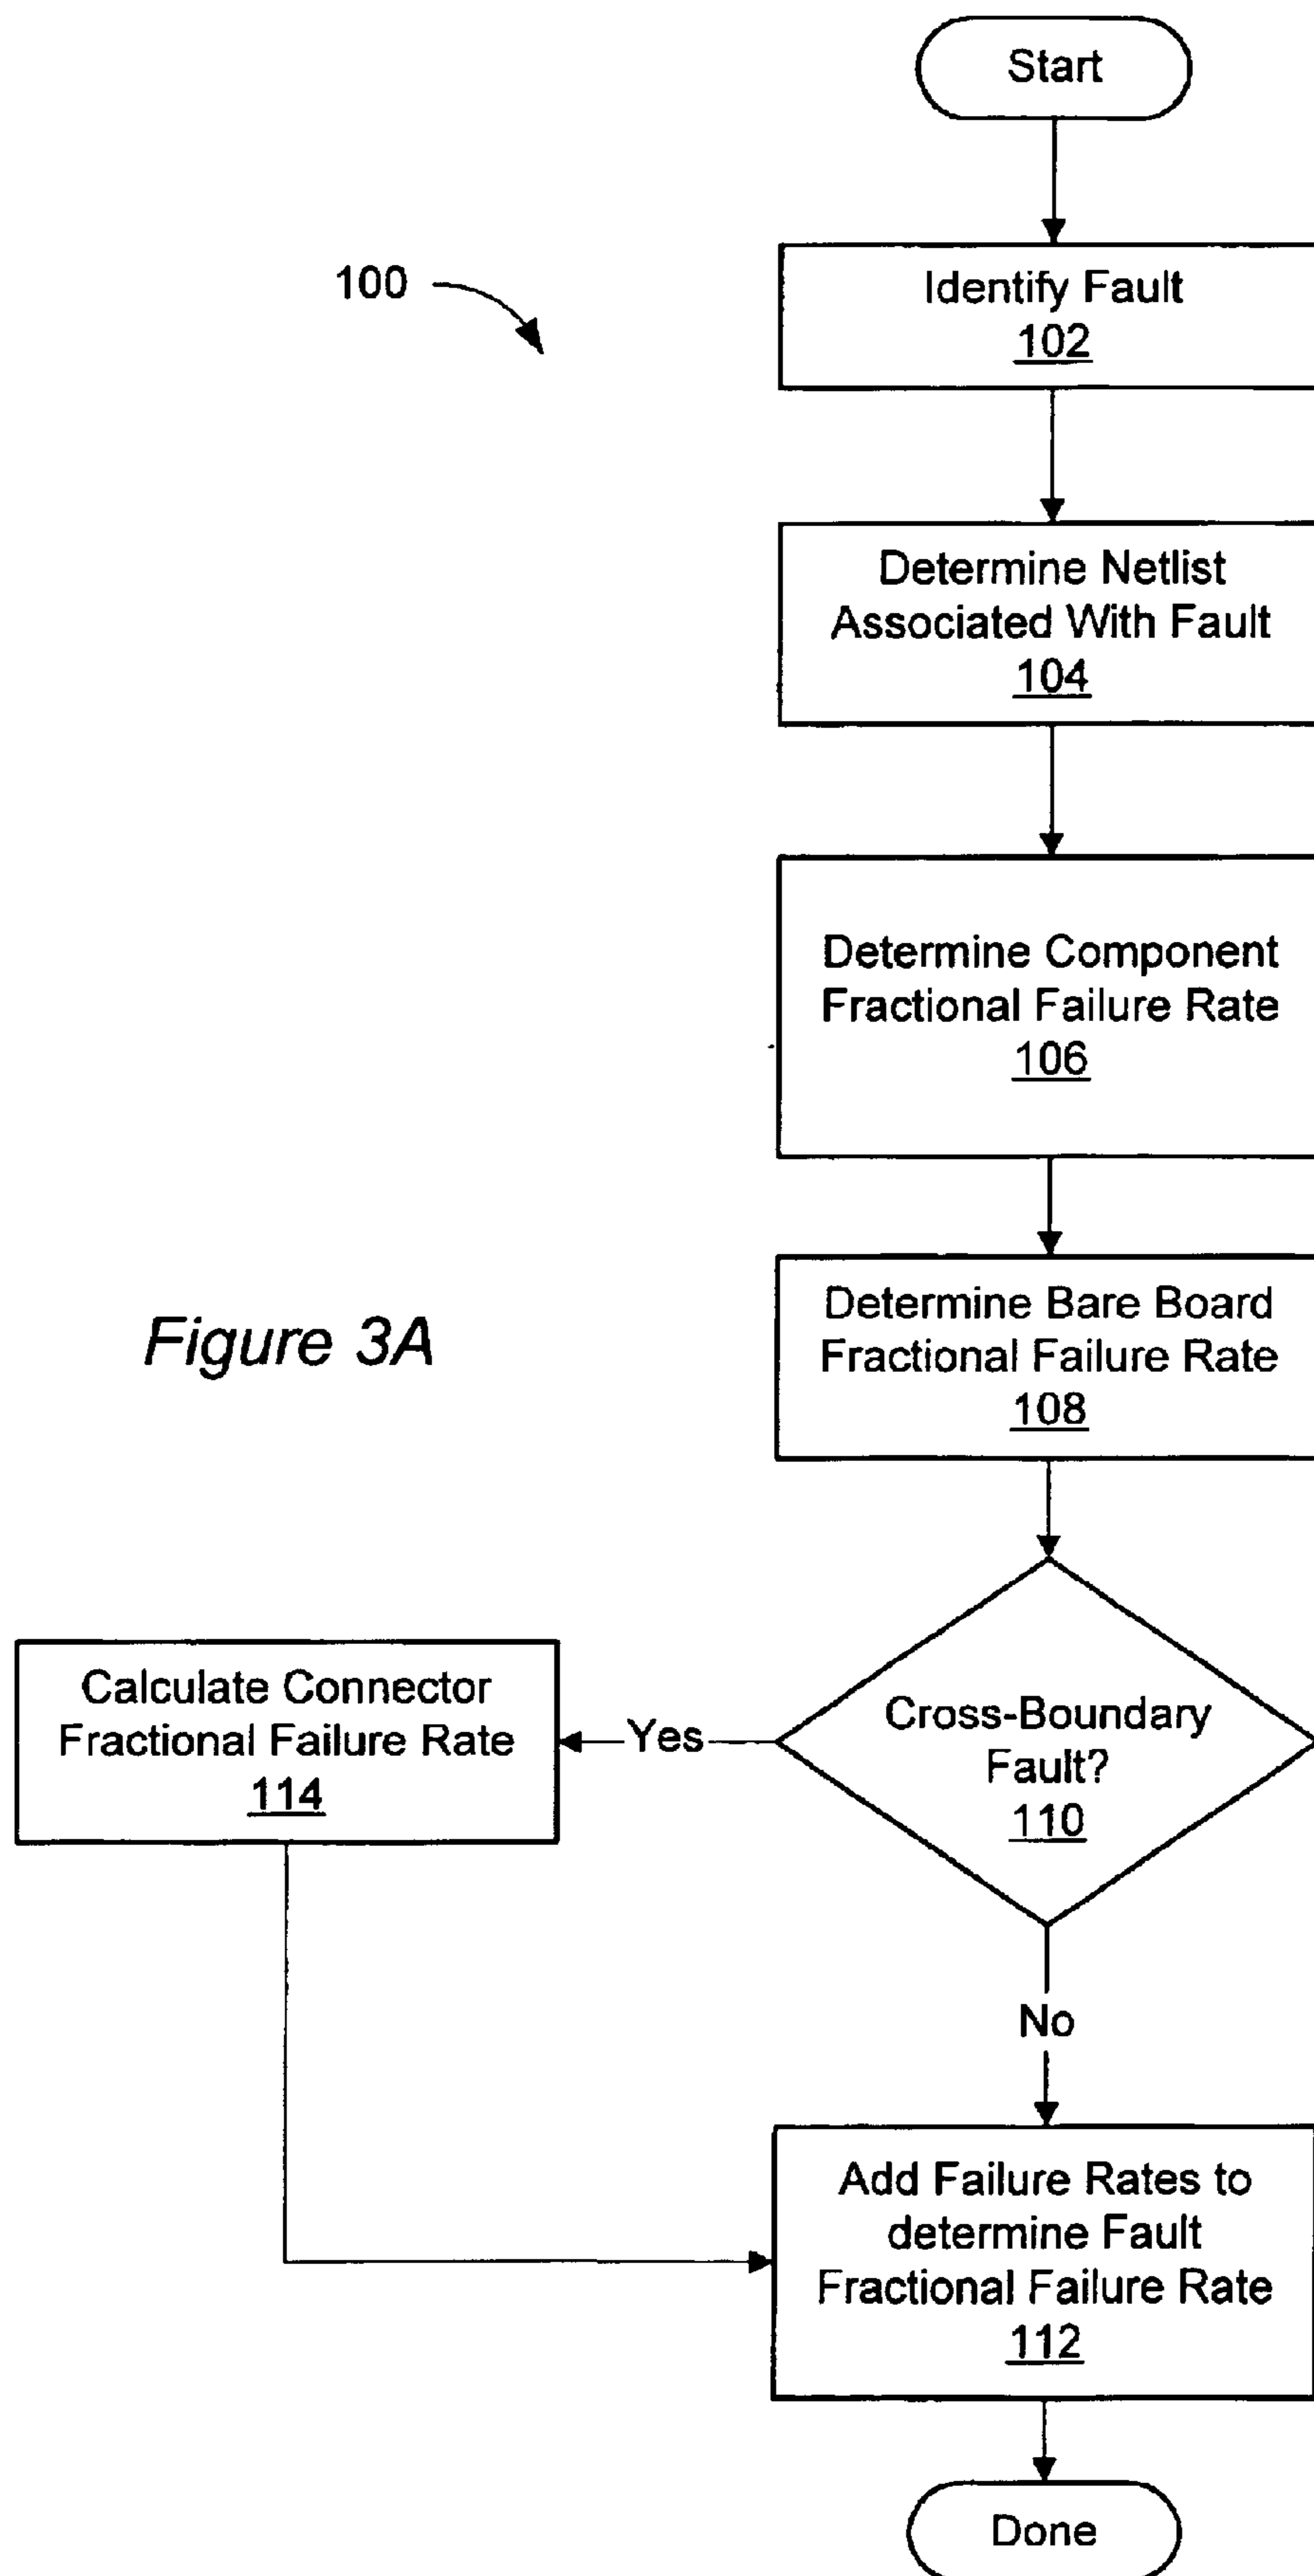 Start
100
Identify Fault
102
Determine Netlist
Associated With Fault
104
Determine Component
Fractional Failure Rate
106
Determine Bare Board
Fractional Failure Rate
108
Figure 3A
Cross-Boundary
Fault?
110
Yes
Calculate Connector
Fractional Failure Rate
114
No
Add Failure Rates to
determine Fault
Fractional Failure Rate
112
Done